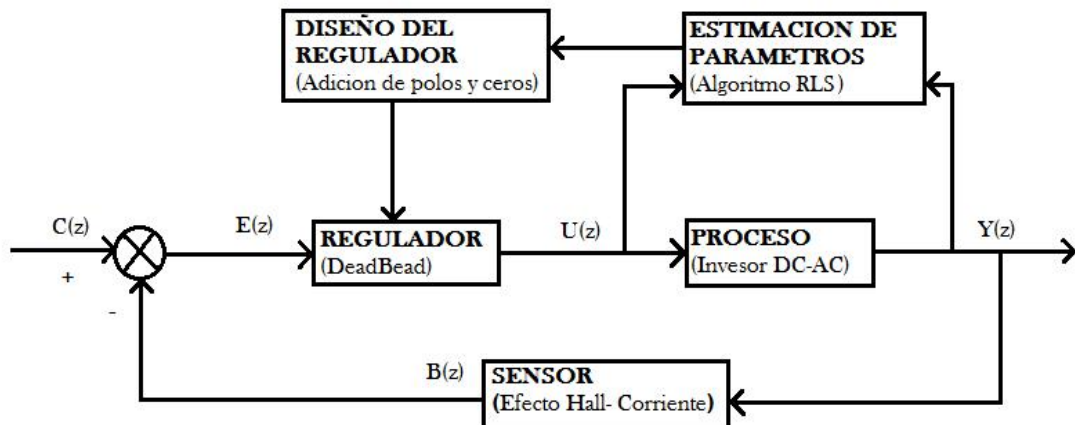 DISEÑO DEL
REGULADOR
(Adicion de polos y ceros)
ESTIMACION DE
PARAMETROS
(Algoritmo RLS)
C(z)
+
-
E(z)
REGULADOR
(DeadBead)
U(z)
PROCESO
(Invesor DC-AC)
Y(z)
B(z)
SENSOR
(Efecto Hall- Corriente)